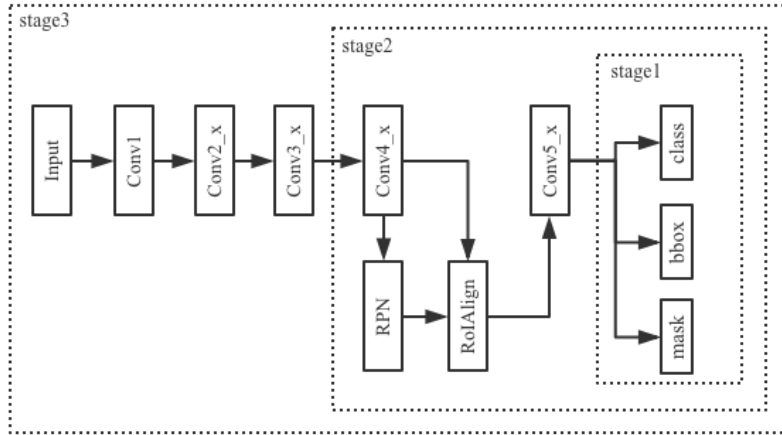 stage3
stage2
stage1
Input
Conv1
Conv2_x
Conv3_x
Conv4_x
Conv5_x
class
bbox
mask
RPN
RoIAlign